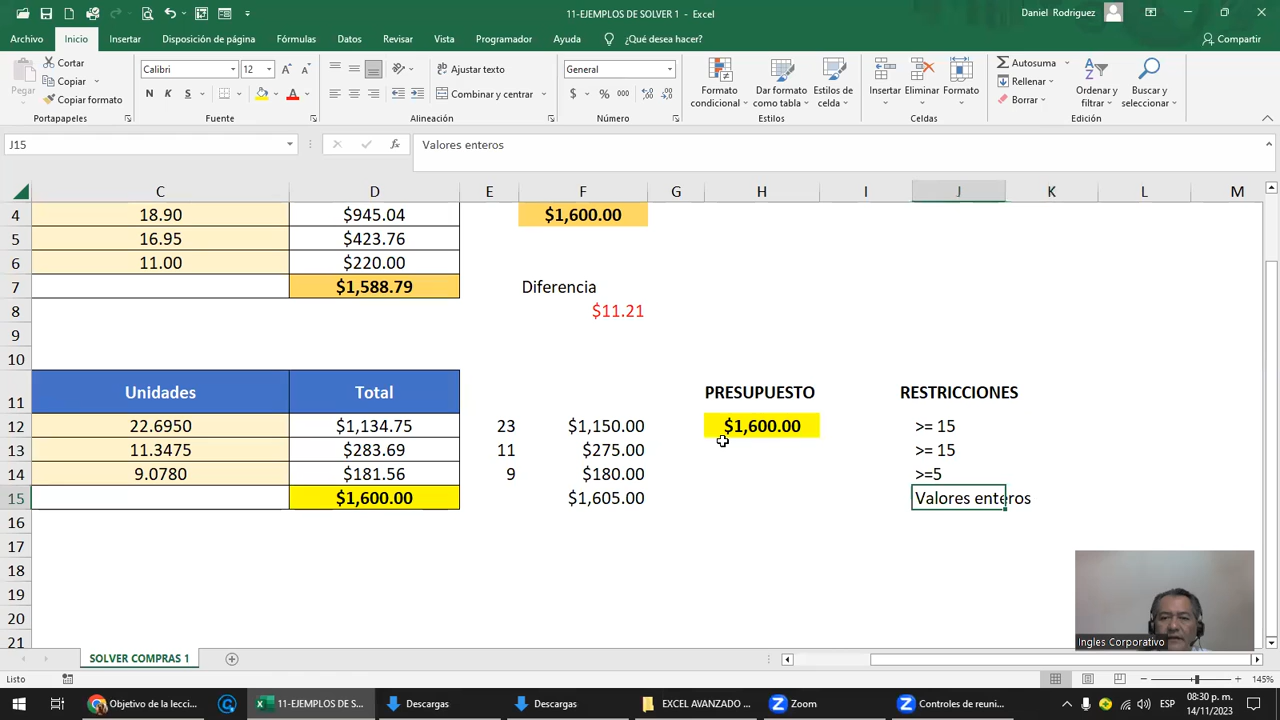 11-EJEMPLOS DE SOLVER 1 - Excel
Daniel Rodriguez
Archivo Inicio Insertar Disposición de página Fórmulas Datos Revisar Vista Programador Ayuda ¿Qué desea hacer? Compartir
Pegar
Cortar
Copiar
Copiar formato
Portapapeles
Calibri 12
N K S
Fuente
Ajustar texto
Combinar y centrar
Alineación
General
$ % 000
Número
Formato condicional
Dar formato como tabla
Estilos de celda
Estilos
Insertar Eliminar Formato
Celdas
Autosuma
Rellenar
Borrar
Ordenar y filtrar
Buscar y seleccionar
Edición
J15 fx Valores enteros
C D E F G H I J K L M
4 18.90 $945.04 $1,600.00
5 16.95 $423.76
6 11.00 $220.00
7 $1,588.79 Diferencia
8 $11.21
9
10
11 Unidades Total PRESUPUESTO RESTRICCIONES
12 22.6950 $1,134.75 23 $1,150.00 $1,600.00 >= 15
13 11.3475 $283.69 11 $275.00 >= 15
14 9.0780 $181.56 9 $180.00 >=5
15 $1,600.00 $1,605.00 Valores enteros
16
17
18
19
20
21
Ingles Corporativo
SOLVER COMPRAS 1
Listo 145%
Objetivo de la lecci... 11-EJEMPLOS DE S... Descargas Descargas EXCEL AVANZADO ... Zoom Controles de reuni... ESP
08:30 p. m.
14/11/2023